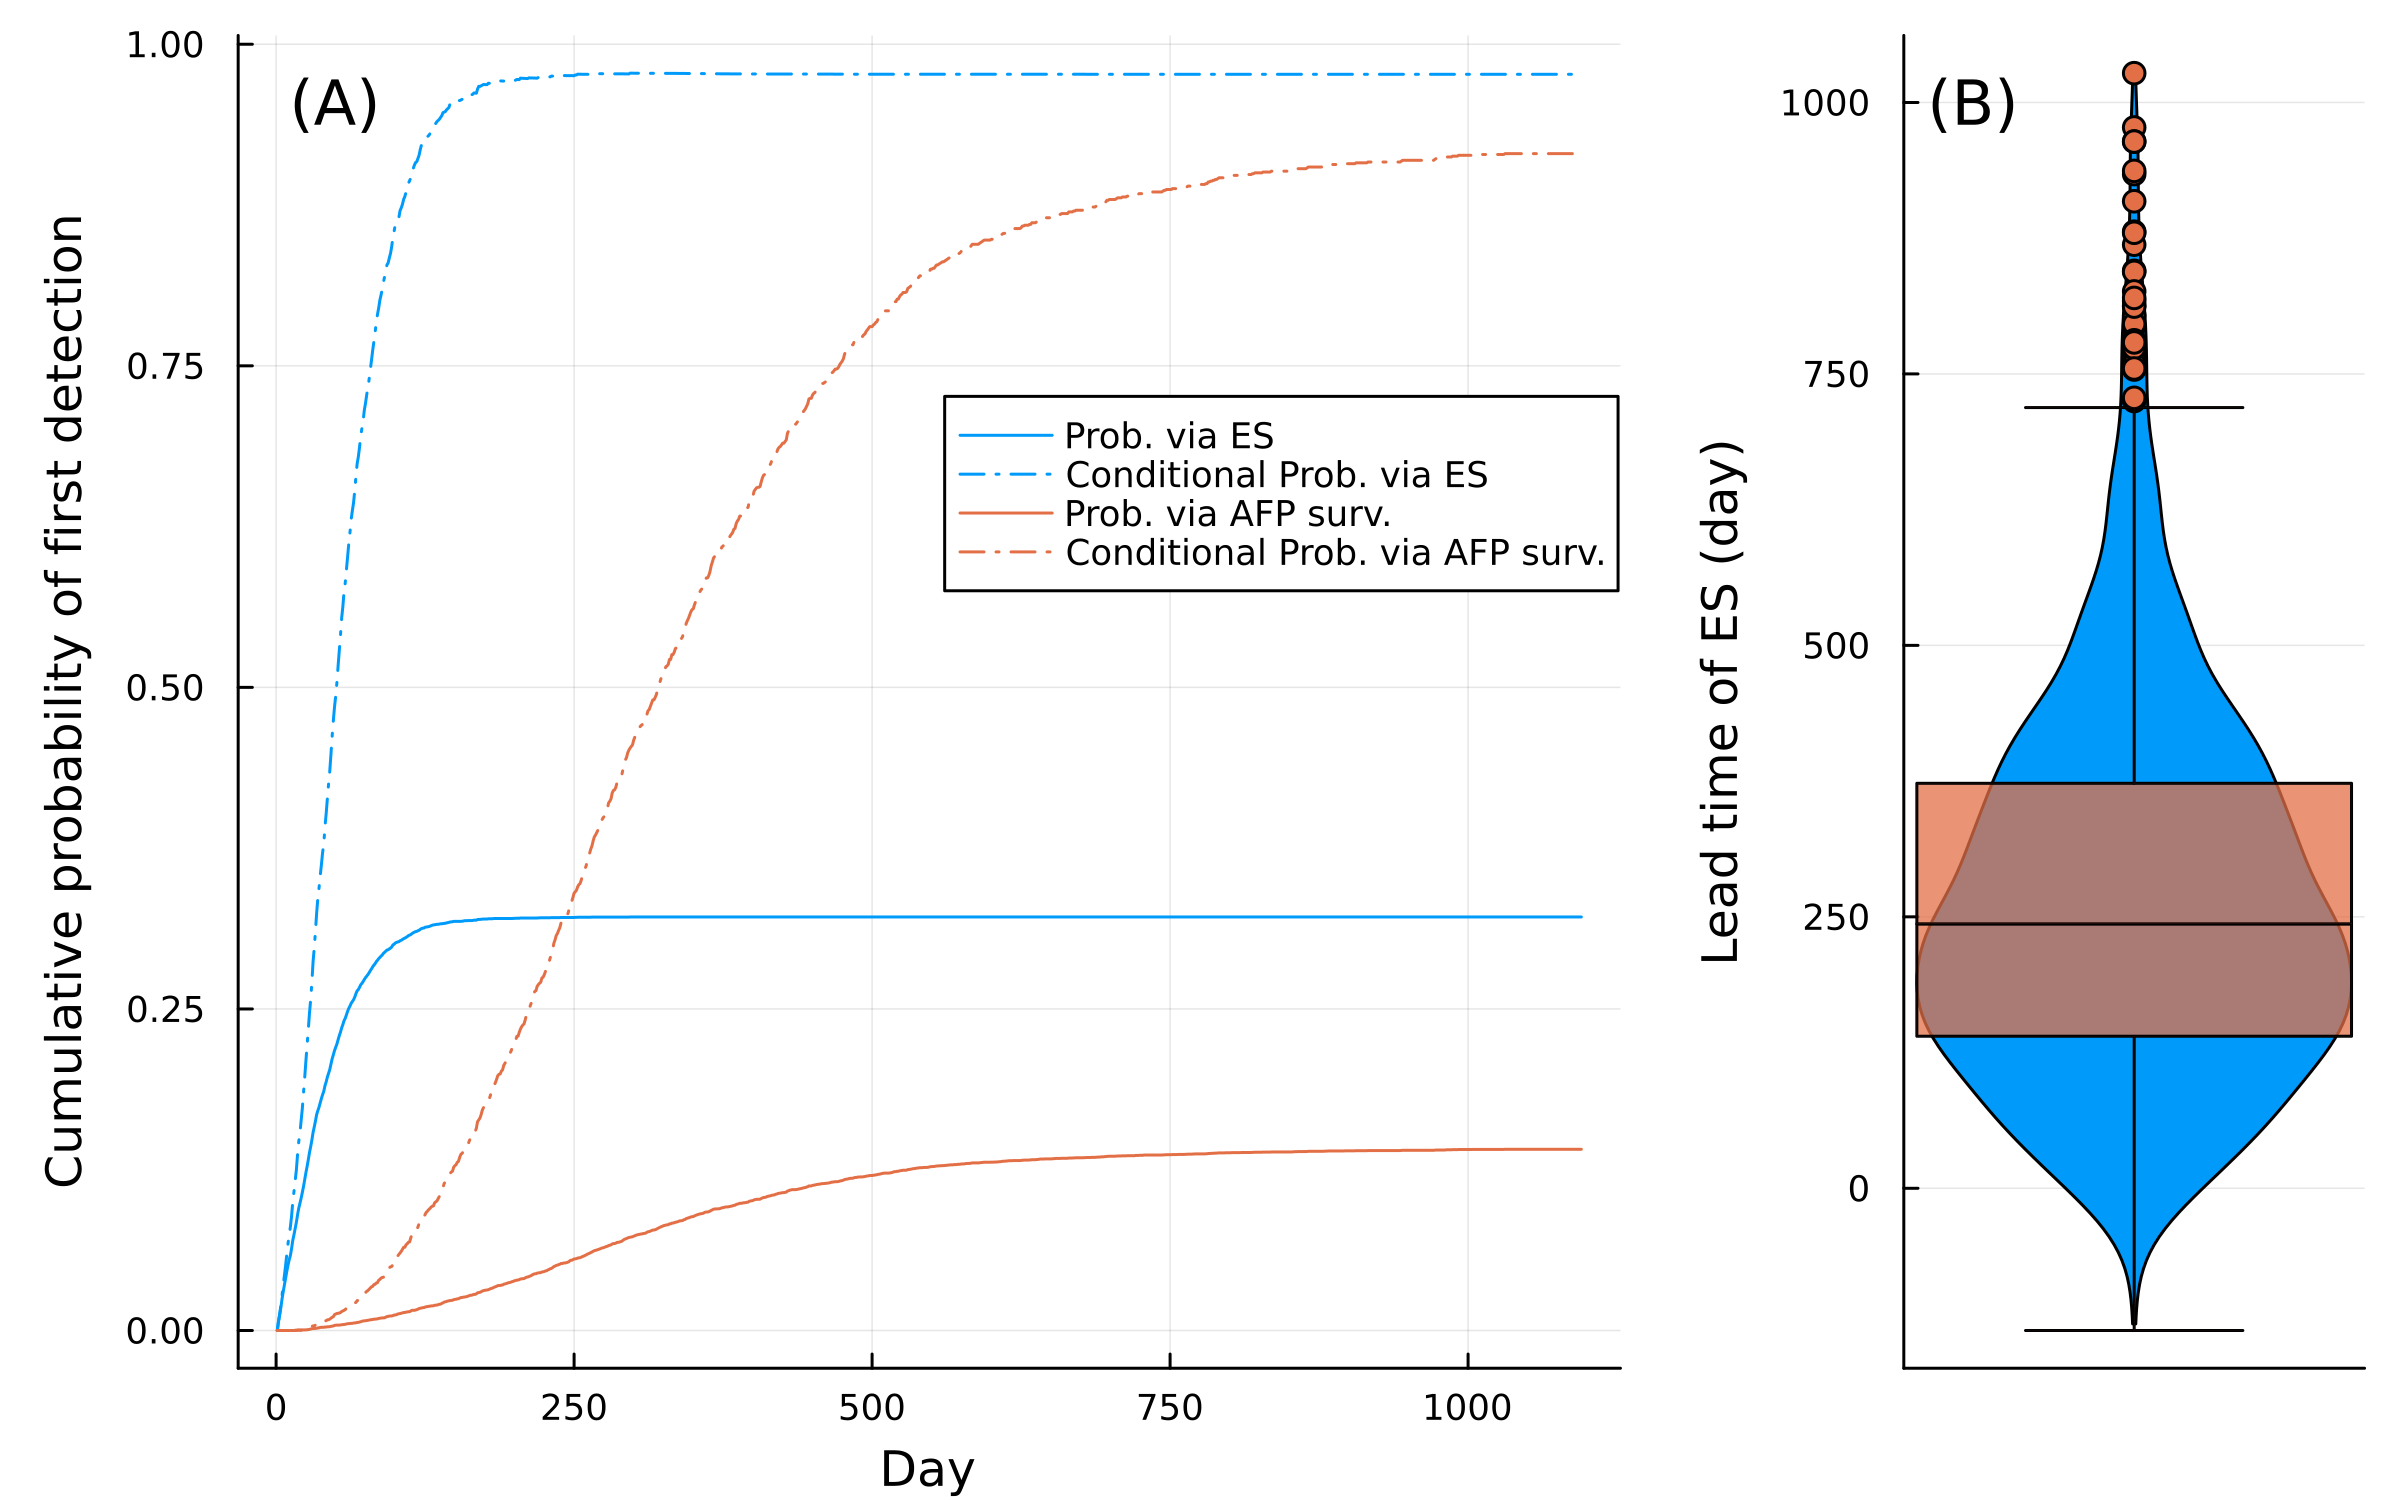 (A)
Cumulative probability of first detection
1.00
0.75
0.50
0.25
0.00
0
250
500
750
1000
Day
Prob. via ES
Conditional Prob. via ES
Prob. via AFP surv.
Conditional Prob. via AFP surv.
(B)
Lead time of ES (day)
1000
750
500
250
0